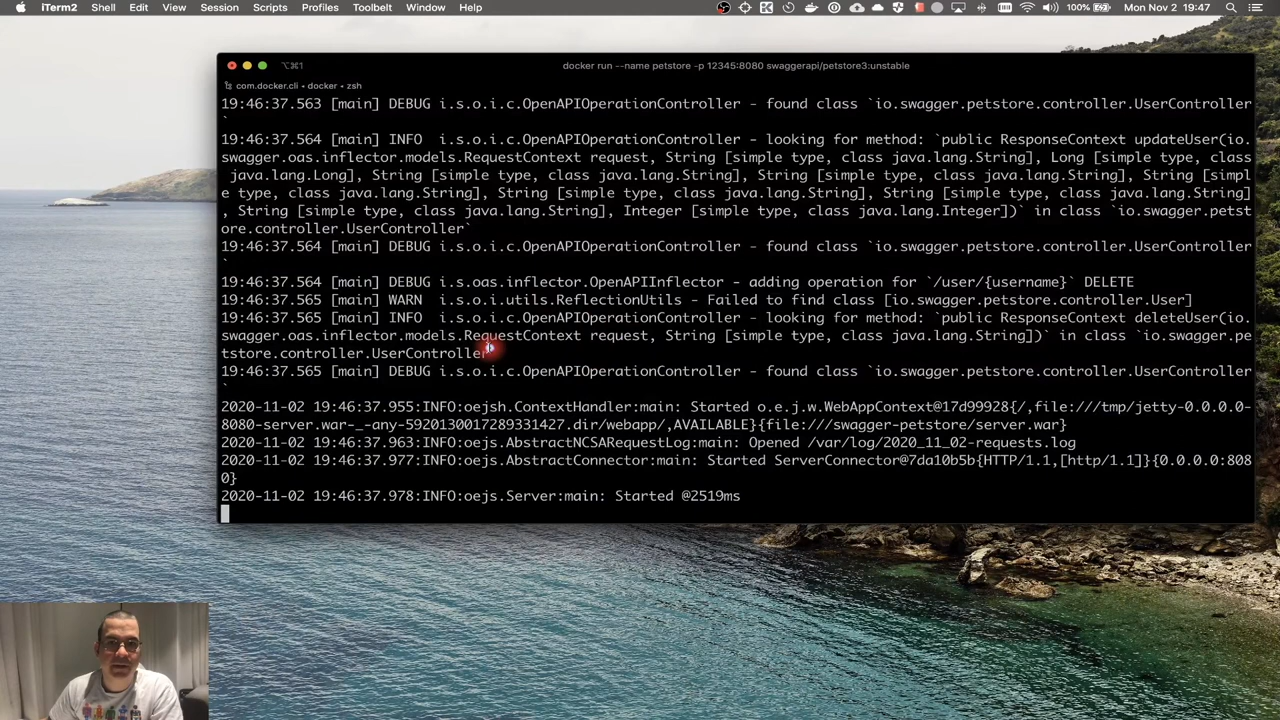 iTerm2 Shell Edit View Session Scripts Profiles Toolbelt Window Help 100% Mon Nov 2 19:47
⌥⌘1 docker run --name petstore -p 12345:8080 swaggerapi/petstore3:unstable
com.docker.cli • docker • zsh
19:46:37.563 [main] DEBUG i.s.o.i.c.OpenAPIOperationController - found class `io.swagger.petstore.controller.UserController
`
19:46:37.564 [main] INFO  i.s.o.i.c.OpenAPIOperationController - looking for method: `public ResponseContext updateUser(io.
swagger.oas.inflector.models.RequestContext request, String [simple type, class java.lang.String], Long [simple type, class
 java.lang.Long], String [simple type, class java.lang.String], String [simple type, class java.lang.String], String [simpl
e type, class java.lang.String], String [simple type, class java.lang.String], String [simple type, class java.lang.String]
, String [simple type, class java.lang.String], Integer [simple type, class java.lang.Integer])` in class `io.swagger.petst
ore.controller.UserController`
19:46:37.564 [main] DEBUG i.s.o.i.c.OpenAPIOperationController - found class `io.swagger.petstore.controller.UserController
`
19:46:37.564 [main] DEBUG i.s.oas.inflector.OpenAPIInflector - adding operation for `/user/{username}` DELETE
19:46:37.565 [main] WARN  i.s.o.i.utils.ReflectionUtils - Failed to find class [io.swagger.petstore.controller.User]
19:46:37.565 [main] INFO  i.s.o.i.c.OpenAPIOperationController - looking for method: `public ResponseContext deleteUser(io.
swagger.oas.inflector.models.RequestContext request, String [simple type, class java.lang.String])` in class `io.swagger.pe
tstore.controller.UserController
19:46:37.565 [main] DEBUG i.s.o.i.c.OpenAPIOperationController - found class `io.swagger.petstore.controller.UserController
`
2020-11-02 19:46:37.955:INFO:oejsh.ContextHandler:main: Started o.e.j.w.WebAppContext@17d99928{/,file:///tmp/jetty-0.0.0.0-
8080-server.war-_-any-5920130017289331427.dir/webapp/,AVAILABLE}{file:///swagger-petstore/server.war}
2020-11-02 19:46:37.963:INFO:oejs.AbstractNCSARequestLog:main: Opened /var/log/2020_11_02-requests.log
2020-11-02 19:46:37.977:INFO:oejs.AbstractConnector:main: Started ServerConnector@7da10b5b{HTTP/1.1,[http/1.1]}{0.0.0.0:808
0}
2020-11-02 19:46:37.978:INFO:oejs.Server:main: Started @2519ms